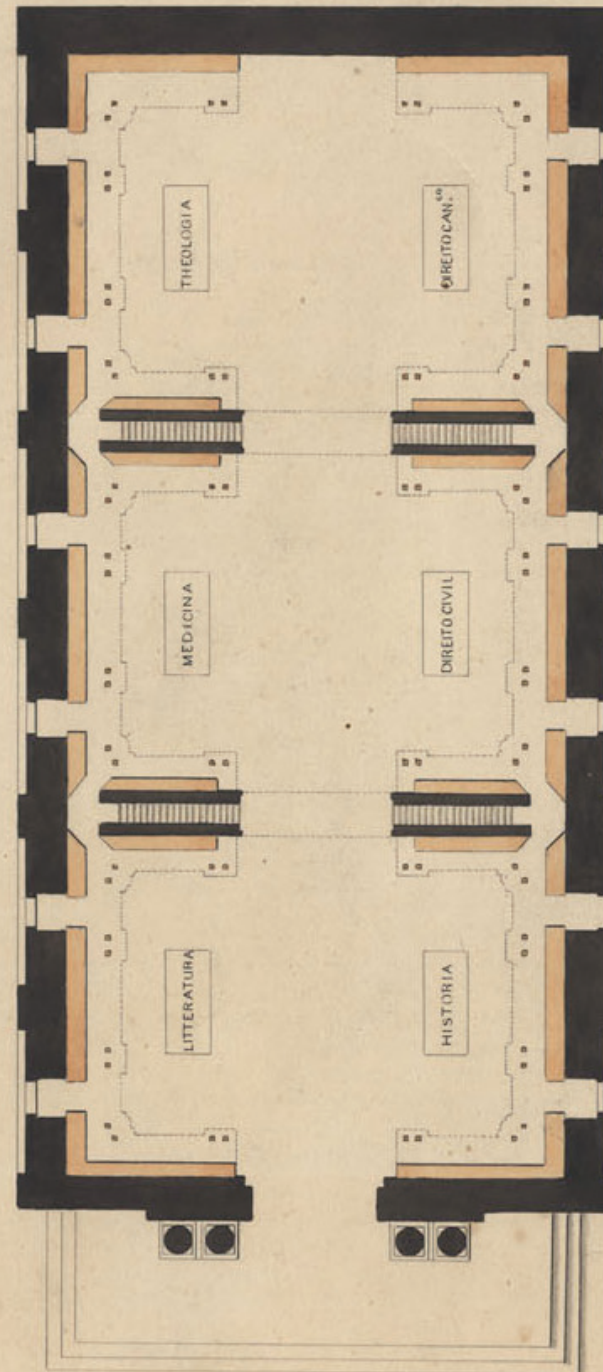 THEOLOGIA
DIREITO CAN.co
MEDICINA
DIREITO CIVIL
LITTERATURA
HISTORIA